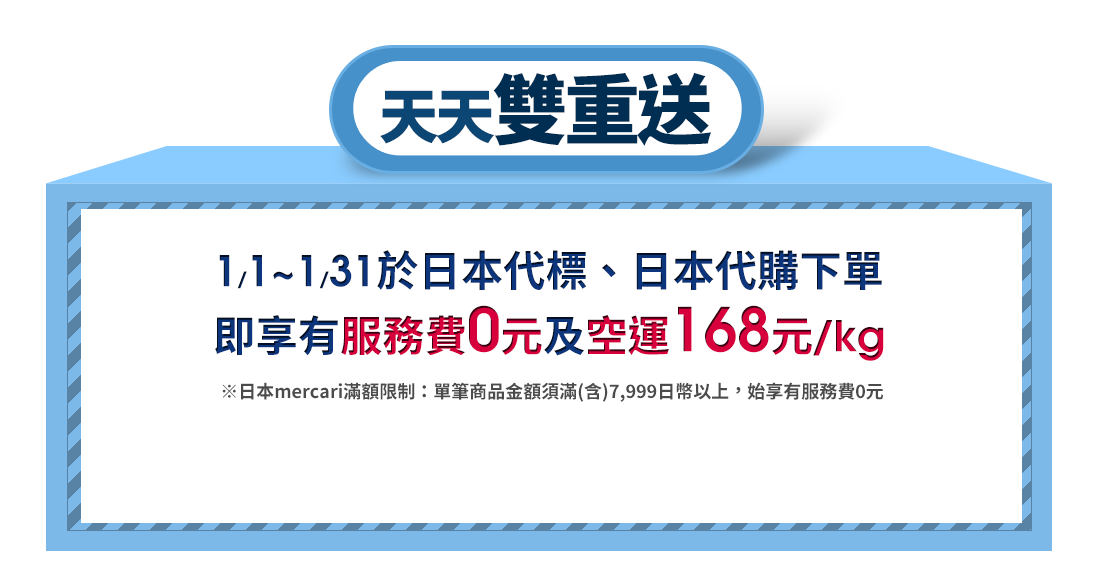 天天雙重送
1/1~1/31於日本代標、日本代購下單
即享有服務費0元及空運168元/kg
※日本mercari滿額限制：單筆商品金額須滿(含)7,999日幣以上，始享有服務費0元